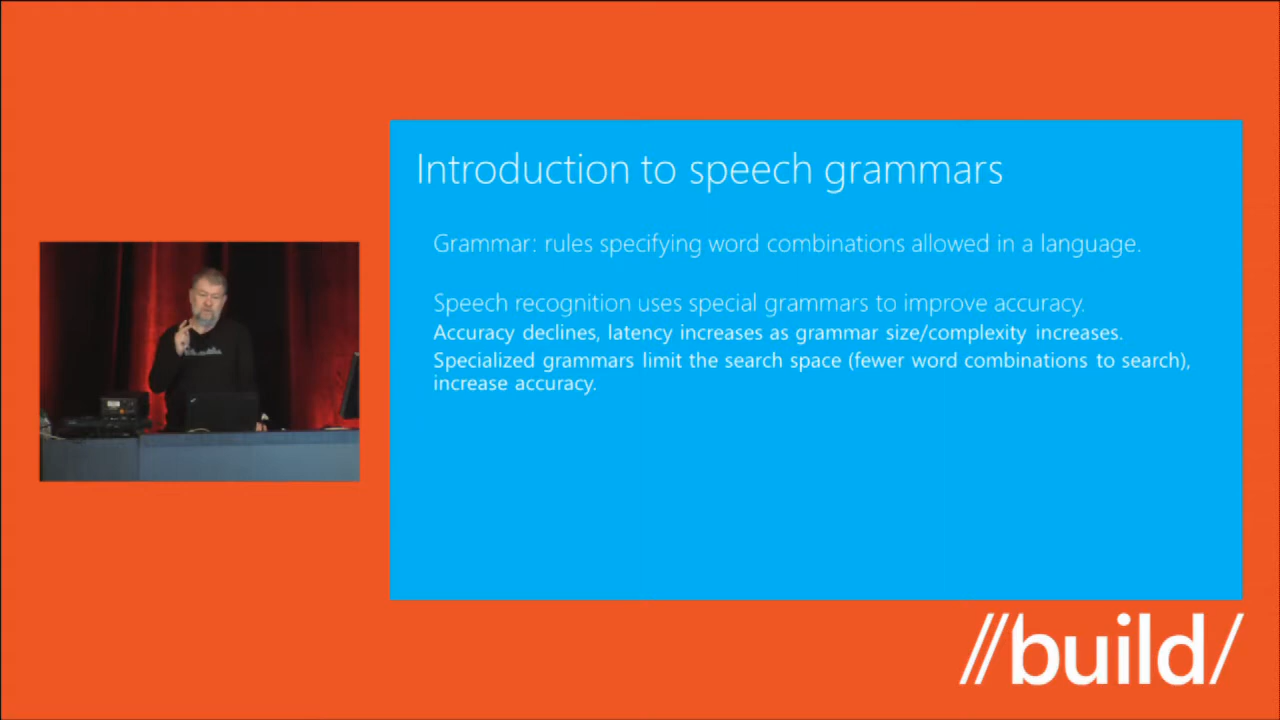 Introduction to speech grammars
Grammar: rules specifying word combinations allowed in a language.
Speech recognition uses special grammars to improve accuracy.
Accuracy declines, latency increases as grammar size/complexity increases.
Specialized grammars limit the search space (fewer word combinations to search),
increase accuracy.
//build/